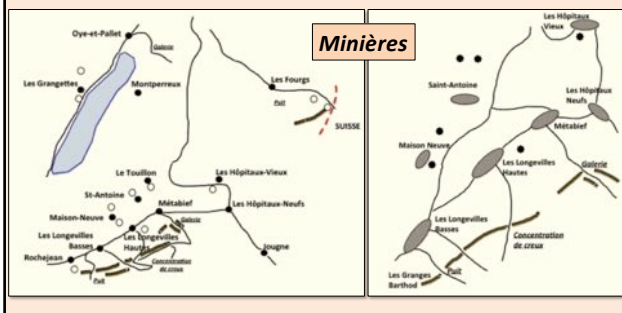 Minières
Oye-et-Pallet
Galerie
Les Grangettes
Montperreux
Les Fourgs
Puit
SUISSE
Le Touillon
Les Hôpitaux-Vieux
St-Antoine
Métabief
Les Hôpitaux-Neufs
Maison-Neuve
Galerie
Les Longevilles
Basses
Les Longevilles
Hautes
Rochejean
Jougne
Concentration
de creux
Puit
Les Hôpitaux
Vieux
Saint-Antoine
Les Hôpitaux
Neufs
Métabief
Maison Neuve
Les Longevilles
Hautes
Galerie
Les Longevilles
Basses
Concentration
de creux
Puit
Les Granges
Barthod